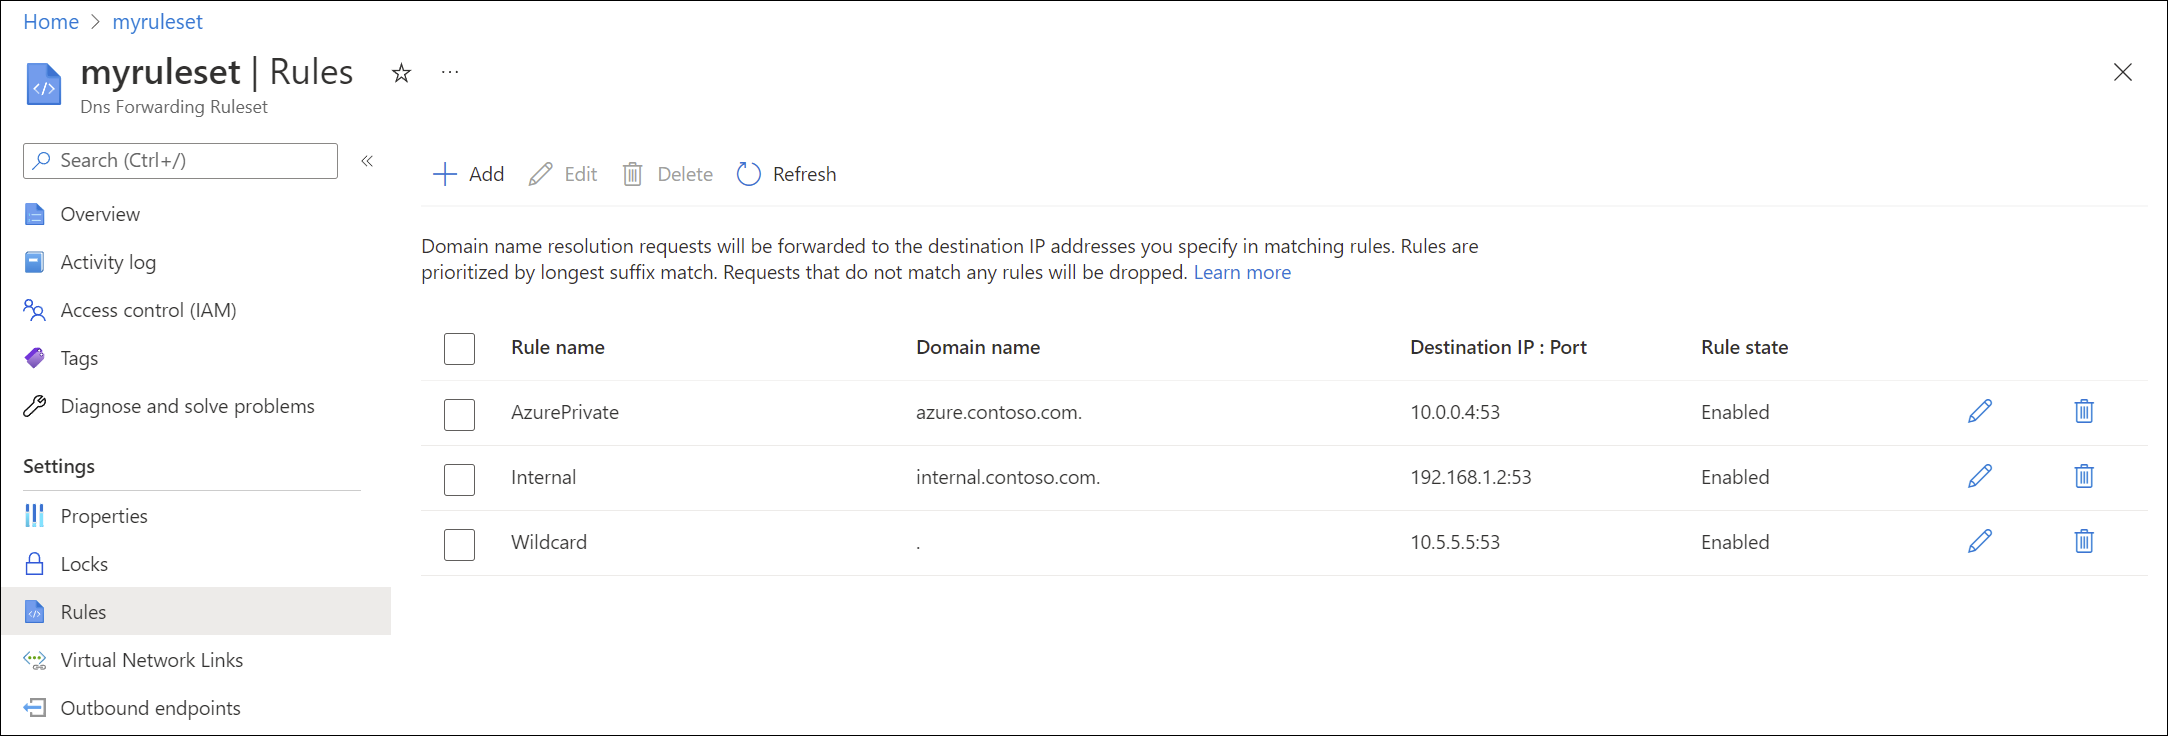 Home > myruleset
myruleset | Rules ☆ ...
Dns Forwarding Ruleset
Search (Ctrl+/) «
Overview
Activity log
Access control (IAM)
Tags
Diagnose and solve problems
Settings
Properties
Locks
Rules
Virtual Network Links
Outbound endpoints
Add Edit Delete Refresh
Domain name resolution requests will be forwarded to the destination IP addresses you specify in matching rules. Rules are
prioritized by longest suffix match. Requests that do not match any rules will be dropped. Learn more
Rule name Domain name Destination IP : Port Rule state
AzurePrivate azure.contoso.com. 10.0.0.4:53 Enabled
Internal internal.contoso.com. 192.168.1.2:53 Enabled
Wildcard . 10.5.5.5:53 Enabled